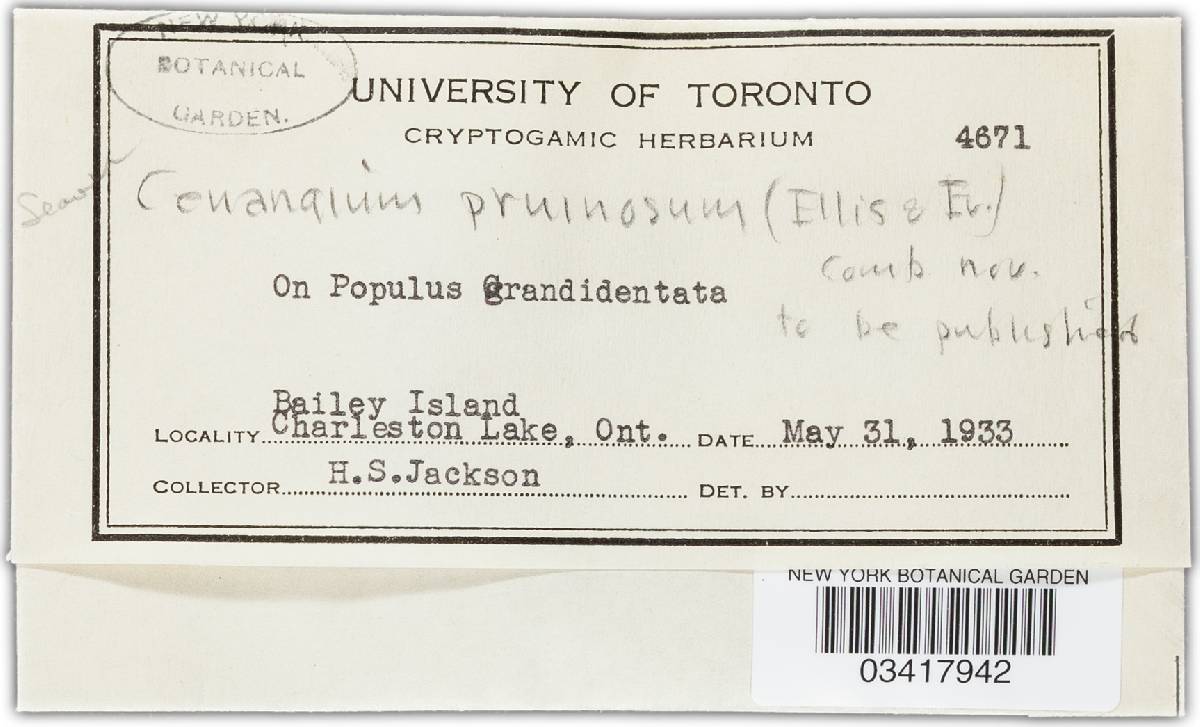 NEW YORK
BOTANICAL
GARDEN.
UNIVERSITY OF TORONTO
CRYPTOGAMIC HERBARIUM 4671
Cenangium pruinosum (Ellis & Ev.)
comb nov.
On Populus Grandidentata
to be published
Bailey Island
LOCALITY Charleston Lake, Ont. DATE May 31, 1933
COLLECTOR H.S.Jackson DET. BY
NEW YORK BOTANICAL GARDEN
03417942